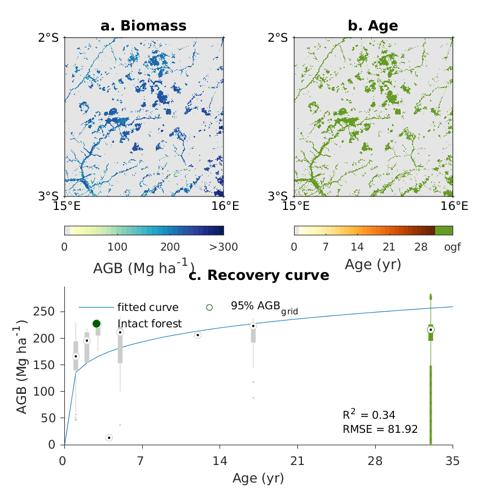 a. Biomass
b. Age
2°S
2°S
3°S
3°S
15°E
16°E
15°E
16°E
0
100
200
>300
0
7
14
21
28
ogf
AGB (Mg ha-1)
Age (yr)
c. Recovery curve
fitted curve
95% AGBgrid
Intact forest
250
200
150
100
50
0
AGB (Mg ha-1)
R2 = 0.34
RMSE = 81.92
0
7
14
21
28
35
Age (yr)